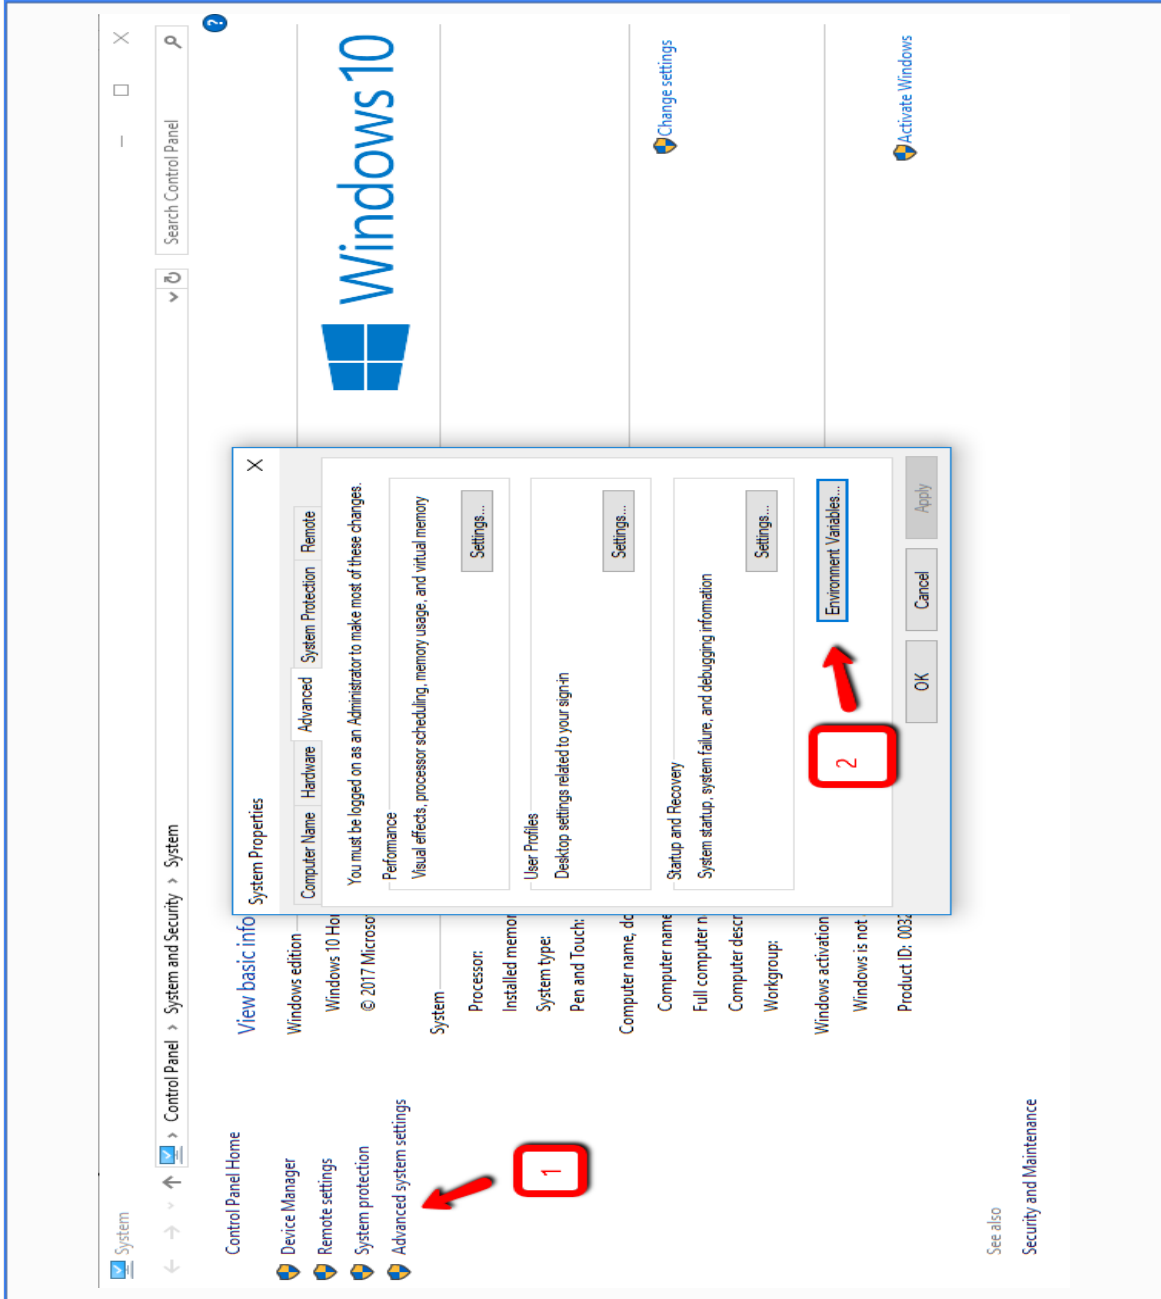 System
Control Panel > System and Security > System
Search Control Panel
Control Panel Home
Device Manager
Remote settings
System protection
Advanced system settings
1
See also
Security and Maintenance
View basic info
Windows edition
Windows 10 Hor
© 2017 Microso
Windows 10
System
Processor:
Installed memor
System type:
Pen and Touch:
Computer name, dc
Computer name
Full computer n
Computer descr
Workgroup:
Change settings
Windows activation
Windows is not
Product ID: 0032
Activate Windows
System Properties
Computer Name Hardware Advanced System Protection Remote
You must be logged on as an Administrator to make most of these changes.
Performance
Visual effects, processor scheduling, memory usage, and virtual memory
Settings...
User Profiles
Desktop settings related to your sign-in
Settings...
Startup and Recovery
System startup, system failure, and debugging information
Settings...
2
Environment Variables...
OK Cancel Apply